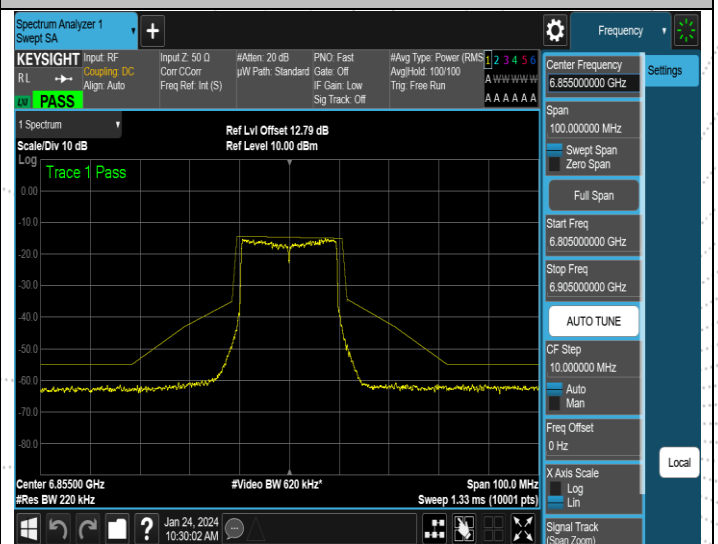 Spectrum Analyzer 1
Swept SA
+
Frequency
KEYSIGHT
RL
LXI
PASS
Input: RF
Coupling: DC
Align: Auto
Input Z: 50 Ω
Corr CCorr
Freq Ref: Int (S)
#Atten: 20 dB
µW Path: Standard
PNO: Fast
Gate: Off
IF Gain: Low
Sig Track: Off
#Avg Type: Power (RMS
Avg|Hold: 100/100
Trig: Free Run
1 2 3 4 5 6
A W W W W W
A A A A A A
1 Spectrum
Scale/Div 10 dB
Ref Lvl Offset 12.79 dB
Ref Level 10.00 dBm
Log
Trace 1 Pass
0.00
-10.0
-20.0
-30.0
-40.0
-50.0
-60.0
-70.0
-80.0
Center 6.85500 GHz
#Res BW 220 kHz
#Video BW 620 kHz*
Span 100.0 MHz
Sweep 1.33 ms (10001 pts)
Center Frequency
6.855000000 GHz
Span
100.000000 MHz
Swept Span
Zero Span
Full Span
Start Freq
6.805000000 GHz
Stop Freq
6.905000000 GHz
AUTO TUNE
CF Step
10.000000 MHz
Auto
Man
Freq Offset
0 Hz
X Axis Scale
Log
Lin
Signal Track
(Span Zoom)
Settings
Local
?
Jan 24, 2024
10:30:02 AM